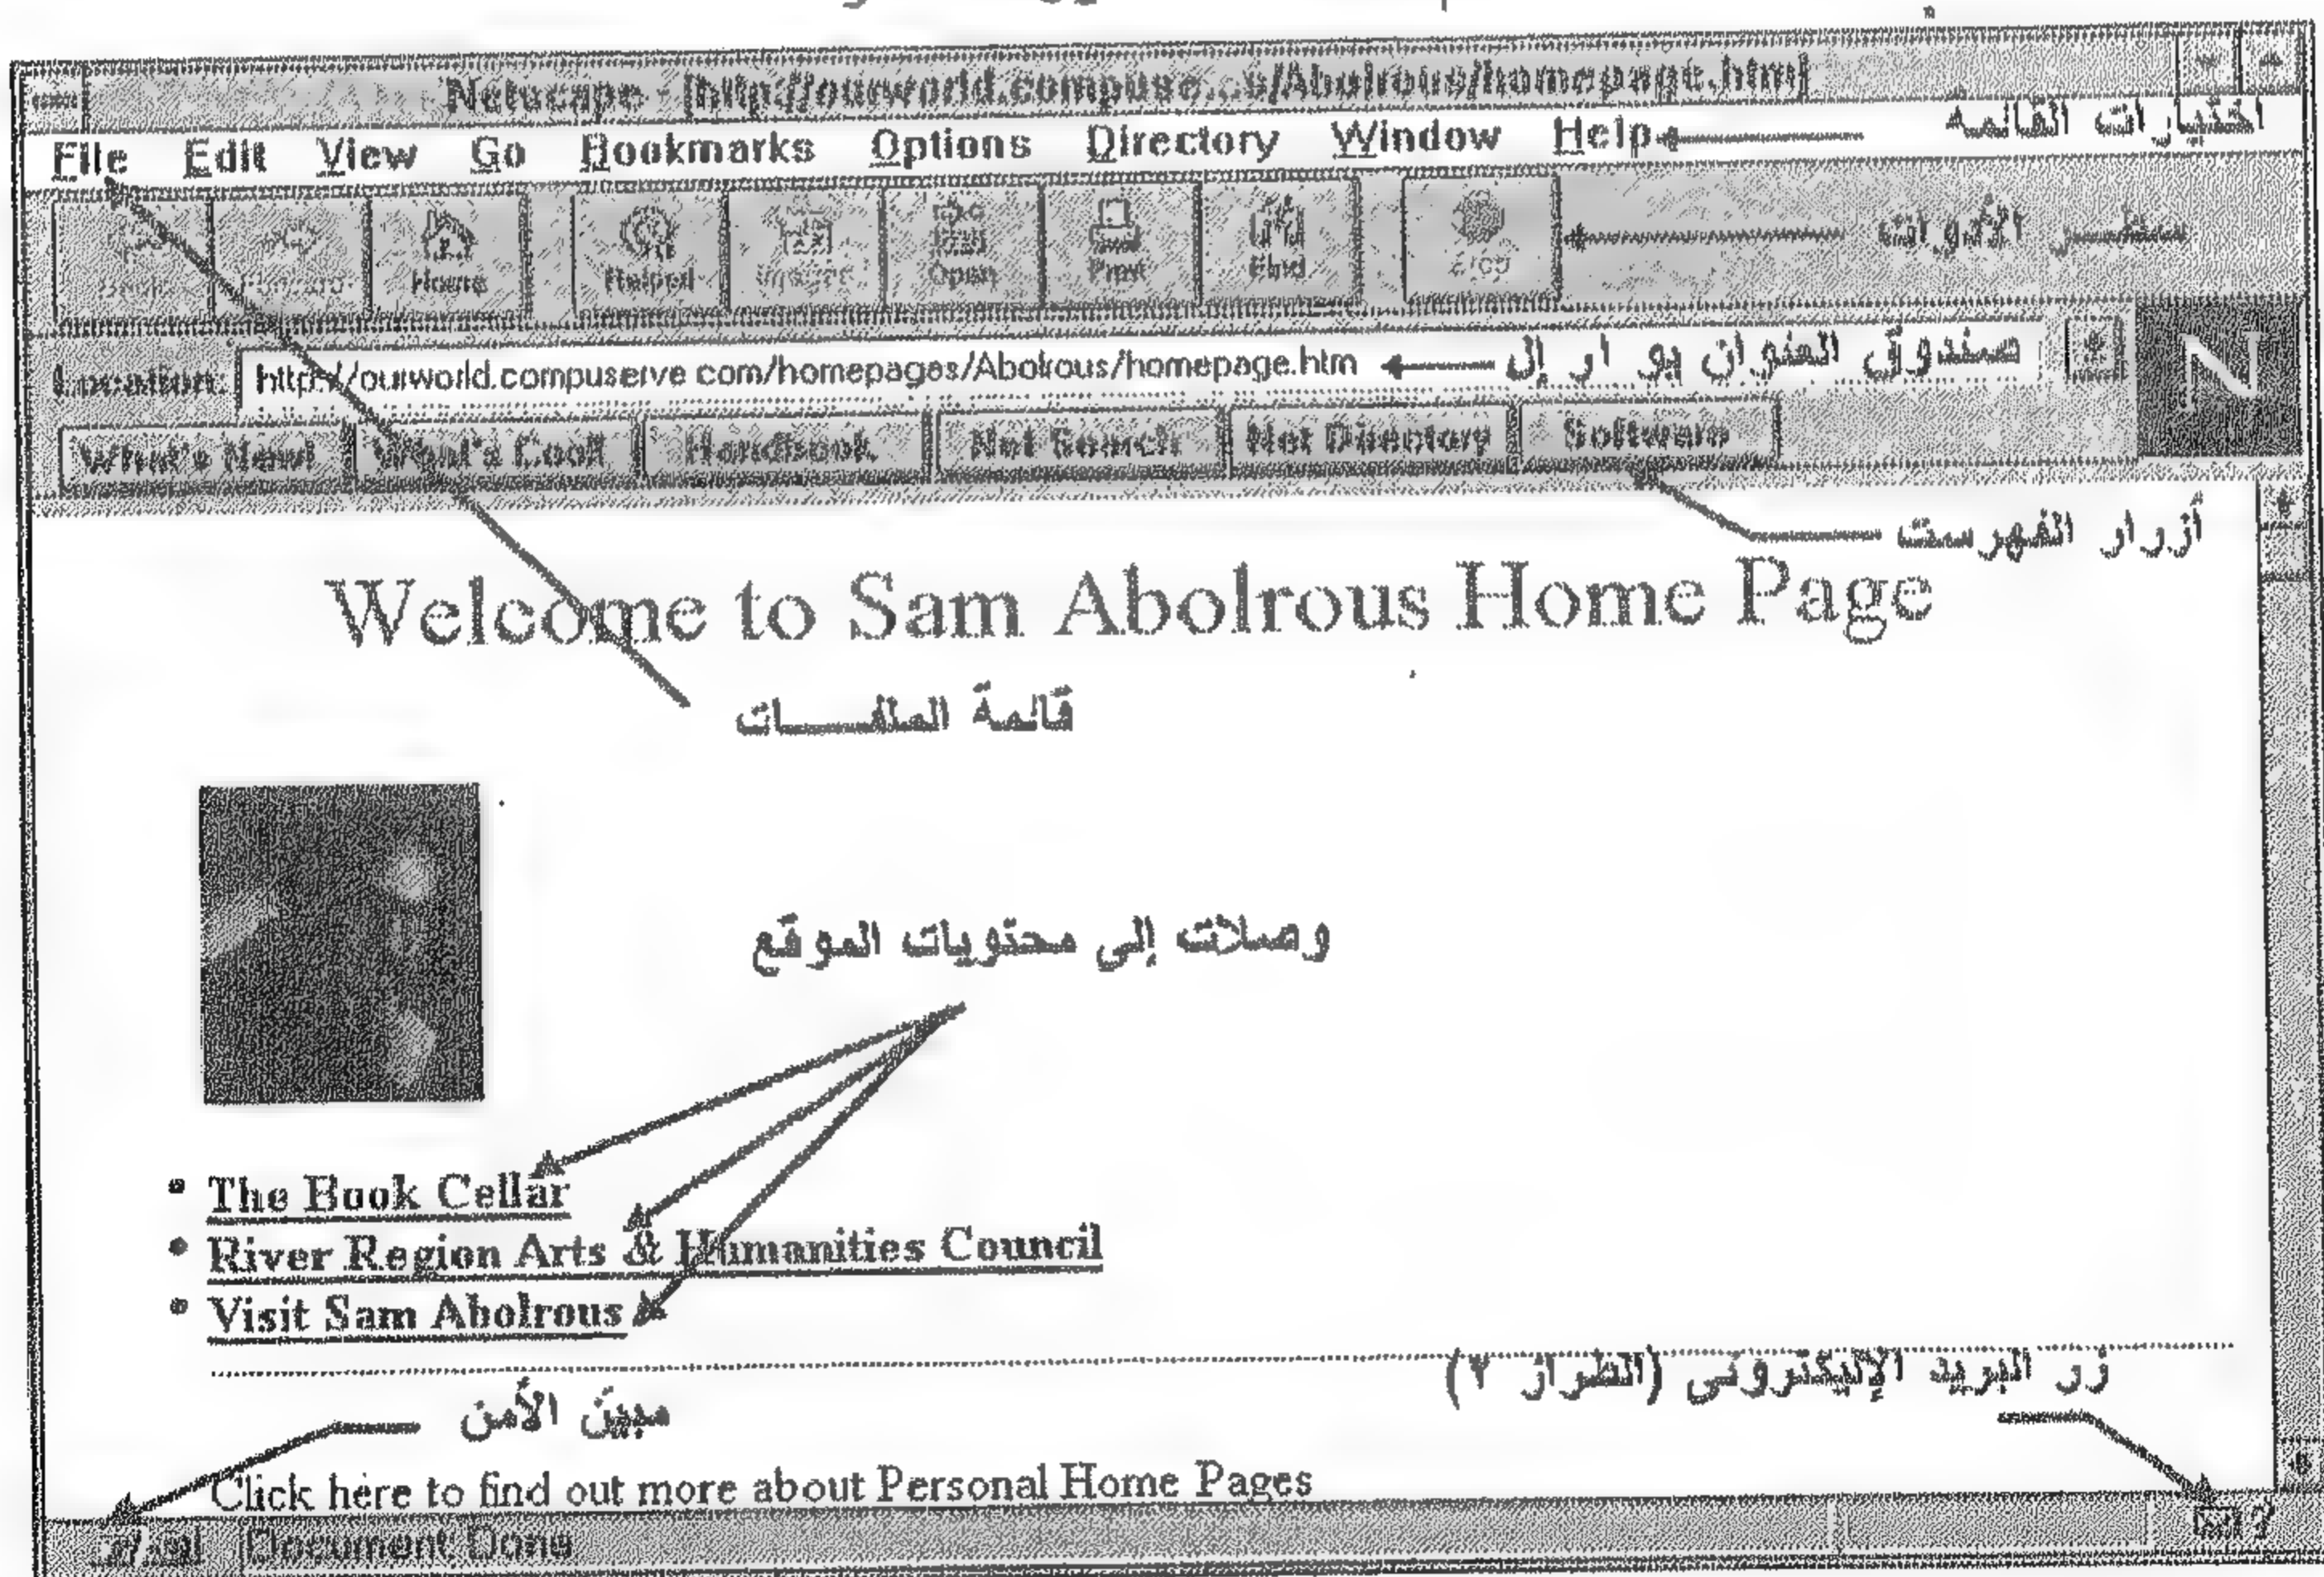 Netscape - [http://ourworld.compuse...s/Abolrous/homepage.htm]
File Edit View Go Bookmarks Options Directory Window Help اختيارات القائمة
Home Reload Open Print Find Stop سطر الأدوات
Location: http://ourworld.compuserve.com/homepages/Abolrous/homepage.htm صندوق العنوان يو ار إل
What's New! What's Cool! Handbook Net Search Net Directory Software
أزرار الفهرست
Welcome to Sam Abolrous Home Page
قائمة الملفات
وصلات إلى محتويات الموقع
• The Book Cellar
• River Region Arts & Humanities Council
• Visit Sam Abolrous
زر البريد الإليكتروني (الطراز ٢)
مبين الأمن
Click here to find out more about Personal Home Pages
Document Done